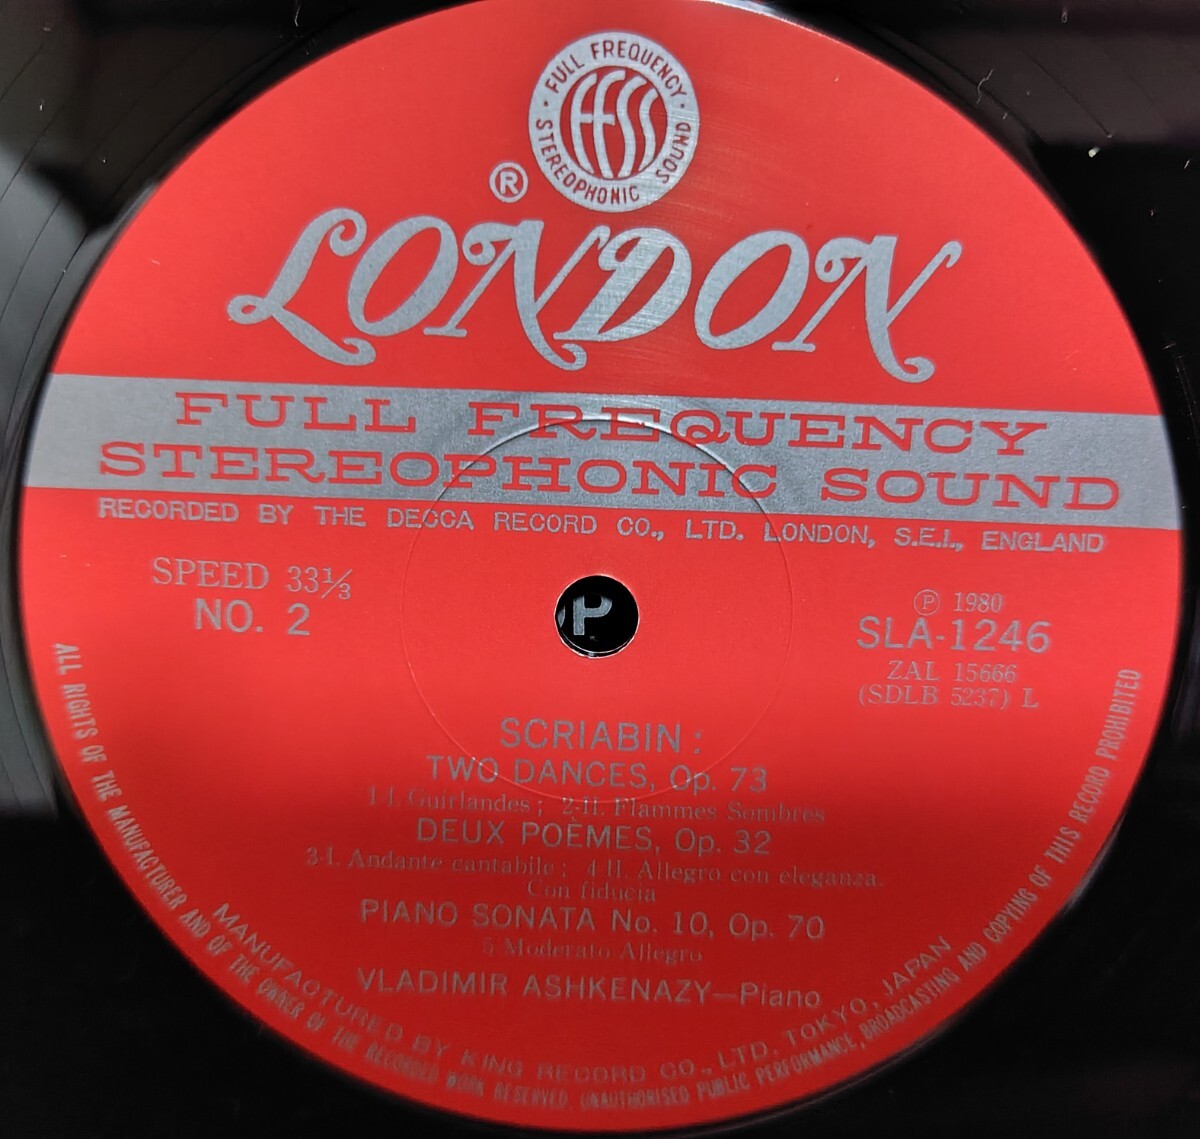 FULL FREQUENCY
STEREOPHONIC SOUND
FFSS
®
LONDON
FULL FREQUENCY
STEREOPHONIC SOUND
RECORDED BY THE DECCA RECORD CO., LTD. LONDON, S.E.I., ENGLAND
SPEED 33⅓
NO. 2
℗ 1980
SLA-1246
ZAL 15666
(SDLB 5237) L
P
SCRIABIN:
TWO DANCES, Op. 73
1-I. Guirlandes; 2-II. Flammes Sombres
DEUX POÈMES, Op. 32
3-I. Andante cantabile; 4-II. Allegro con eleganza.
Con fiducia
PIANO SONATA No. 10, Op. 70
5 Moderato Allegro
VLADIMIR ASHKENAZY—Piano
MANUFACTURED BY KING RECORD CO., LTD. TOKYO, JAPAN
ALL RIGHTS OF THE MANUFACTURER AND OF THE OWNER OF THE RECORDED WORK RESERVED. UNAUTHORISED PUBLIC PERFORMANCE, BROADCASTING AND COPYING OF THIS RECORD PROHIBITED